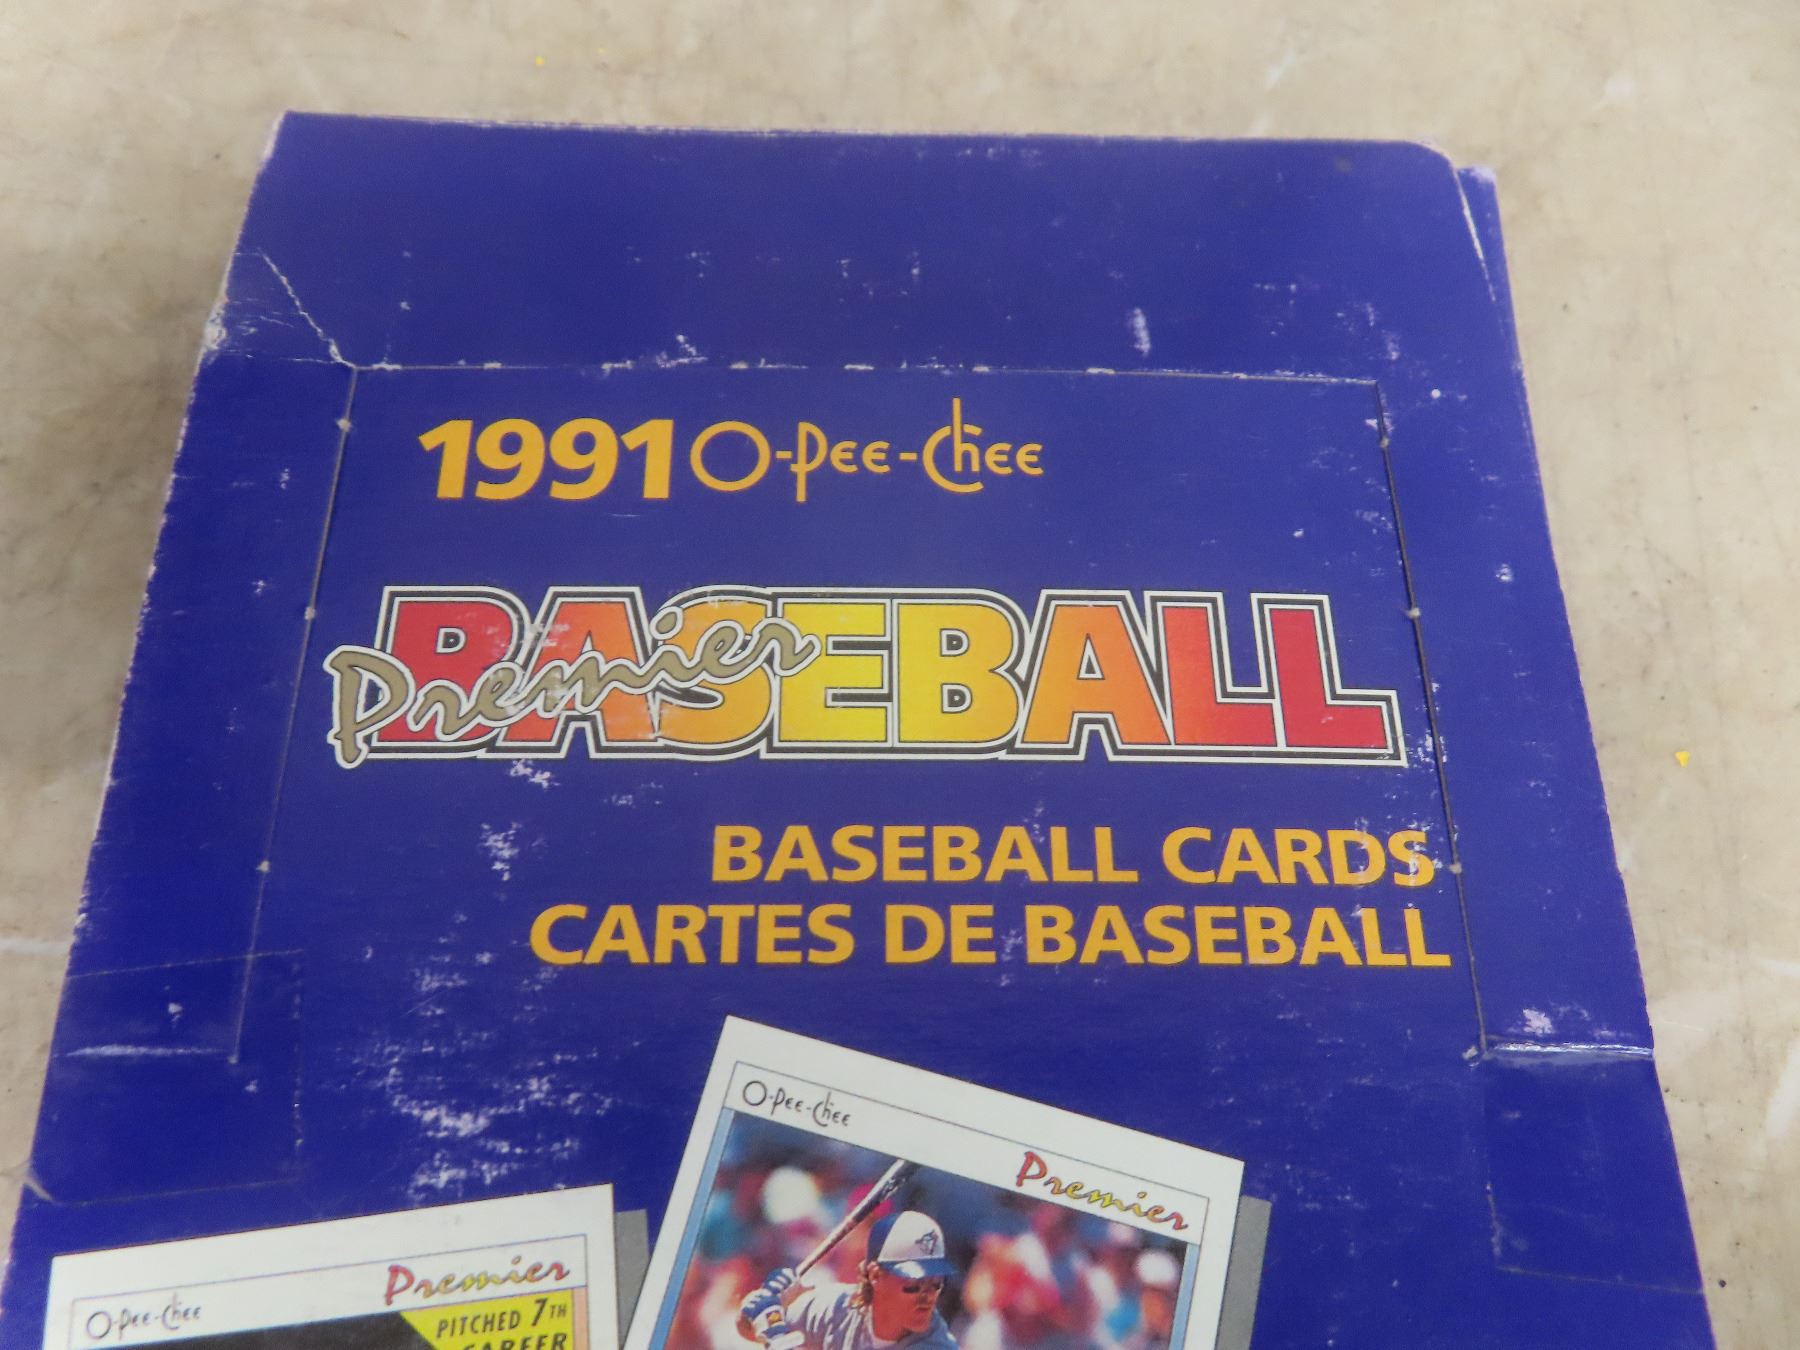 1991 O-Pee-Chee
Premier BASEBALL
BASEBALL CARDS
CARTES DE BASEBALL
O-Pee-Chee
Premier
O-Pee-Chee
Premier
PITCHED 7TH
CAREER